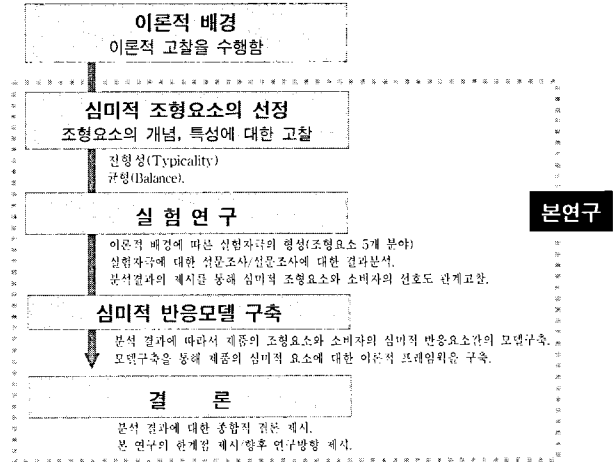 이론적 배경
이론적 고찰을 수행함
심미적 조형요소의 선정
조형요소의 개념, 특성에 대한 고찰
전형성(Typicality)
균형(Balance).
실 험 연 구
본연구
이론적 배경에 따른 실험자극의 형성(조형요소 5개 분야)
실험자극에 대한 설문조사/설문조사에 대한 결과분석.
분석결과의 제시를 통해 심미적 조형요소와 소비자의 선호도 관계고찰.
심미적 반응모델 구축
분석 결과에 따라서 제품의 조형요소와 소비자의 심미적 반응요소간의 모델구축.
모델구축을 통해 제품의 심미적 요소에 대한 이론적 프레임웍을 구축.
결 론
분석 결과에 대한 종합적 결론 제시.
본 연구의 한계점 제시/향후 연구방향 제시.